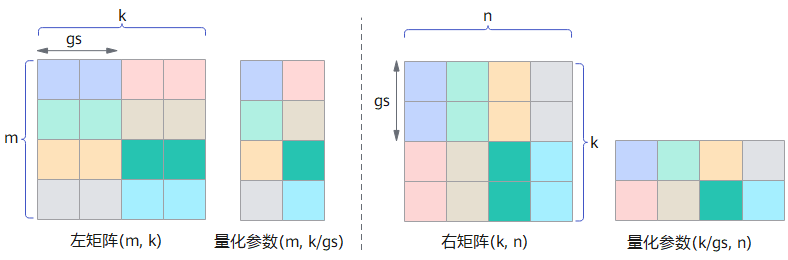 k
gs
m
左矩阵(m, k)
量化参数(m, k/gs)
n
gs
k
右矩阵(k, n)
量化参数(k/gs, n)